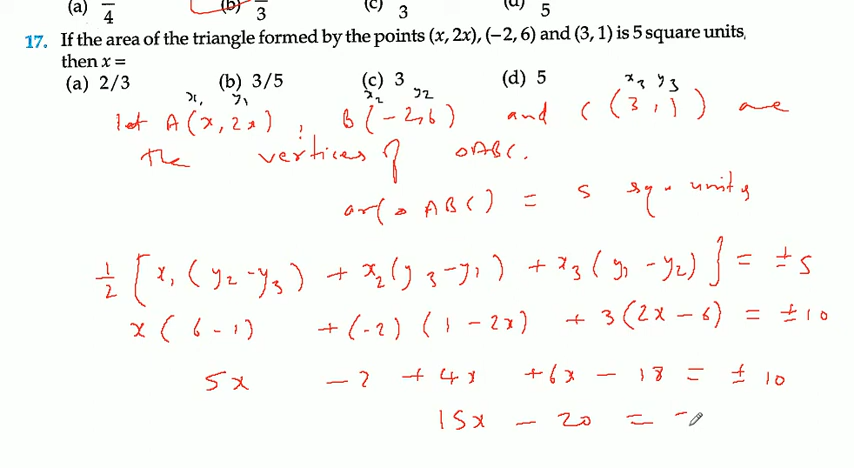 (a) π/4 (b) /3 (c) 3 (d) 5
17. If the area of the triangle formed by the points (x, 2x), (−2, 6) and (3, 1) is 5 square units,
then x =
(a) 2/3 (b) 3/5 (c) 3 (d) 5
x₁ y₁ x₂ y₂ x₃ y₃
let A(x, 2x), B(−2, 6) and C(3, 1) are
the vertices of ΔABC.
ar(ΔABC) = 5 sq. units
1/2 [x₁(y₂−y₃) + x₂(y₃−y₁) + x₃(y₁−y₂)] = ±5
x(6−1) +(−2)(1−2x) + 3(2x−6) = ±10
5x −2 +4x +6x − 18 = ±10
15x − 20 =